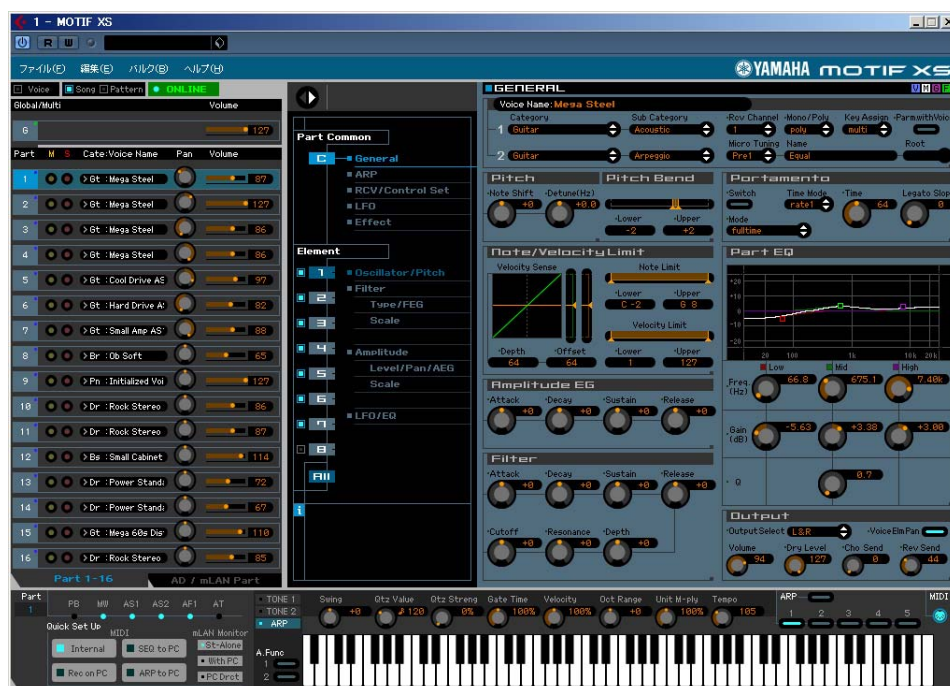 1 - MOTIF XS
R W
ファイル(F) 編集(E) バルク(B) ヘルプ(H)
YAMAHA MOTIF XS
Voice Song Pattern ONLINE
Global/Multi Volume
G 127
Part M S Cate:Voice Name Pan Volume
1 Gt :Mega Steel 87
2 Gt :Mega Steel 127
3 Gt :Mega Steel 86
4 Gt :Mega Steel 86
5 Gt :Cool Drive AS 97
6 Gt :Hard Drive A 82
7 Gt :Small Amp AS 88
8 Br :Ob Soft 65
9 Pn :Initialized Voi 127
10 Dr :Rock Stereo 86
11 Dr :Rock Stereo 87
12 Bs :Small Cabinet 114
13 Dr :Power Stand 72
14 Dr :Power Stand 67
15 Gt :Mega 60s Dis 110
16 Dr :Rock Stereo 85
Part 1-16 AD / mLAN Part
Part Common
C General
ARP
RCV/Control Set
LFO
Effect
Element
1 Oscillator/Pitch
2 Filter
Type/FEG
3 Scale
4 Amplitude
5 Level/Pan/AEG
Scale
6
7 LFO/EQ
8
All
i
GENERAL
Voice Name:Mega Steel
Category Sub Category Rcv Channel Mono/Poly Key Assign Parm.withVoic
1 Guitar Acoustic 1 poly multi
Micro Tuning Name Root
2 Guitar Arpeggio Pre1 Equal
Pitch Pitch Bend
Note Shift Detune(Hz)
+0 +0.0
Lower Upper
-2 +2
Portamento
Switch Time Mode Time Legato Slop
rate1 64 0
Mode
fulltime
Note/Velocity Limit
Velocity Sense Note Limit
Lower Upper
C -2 G 8
Velocity Limit
Depth Offset Lower Upper
64 64 1 127
Part EQ
+20
+10
0
-10
-20
20 100 1k 10k 20k
Low Mid High
Freq. (Hz) 66.8 675.1 7.40k
Gain (dB) -5.63 +3.38 +3.00
Q 0.7
Amplitude EG
Attack Decay Sustain Release
+0 +0 +0 +0
Filter
Attack Decay Sustain Release
+0 +0 +0 +0
Cutoff Resonance Depth
+0 +0 +0
Output
Output Select L&R Voice Elm Pan
Volume Dry Level Cho Send Rev Send
94 127 0 44
Part
1
PB MW AS1 AS2 AF1 AT
Quick Set Up
MIDI mLAN Monitor
Internal SEQ to PC St-Alone
With PC
Rec on PC ARP to PC PC Drct
TONE 1
TONE 2
ARP
A.Func
1
2
Swing Qtz Value Qtz Streng Gate Time Velocity Oct Range Unit M-ply Tempo
+0 120 0% 100% 100% +0 100% 105
ARP
1 2 3 4 5
MIDI